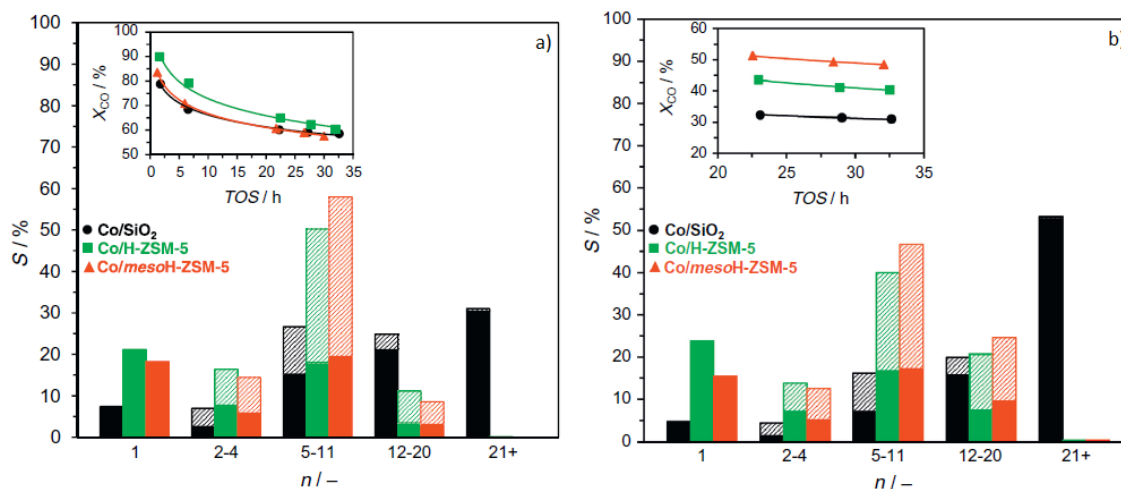 a)
100
90
80
70
60
50
40
30
20
10
0
S / %
100
90
80
70
60
50
X_CO / %
0 5 10 15 20 25 30 35
TOS / h
Co/SiO₂
Co/H-ZSM-5
Co/mesoH-ZSM-5
1 2-4 5-11 12-20 21+
n / –
b)
100
90
80
70
60
50
40
30
20
10
0
S / %
60
50
40
30
20
X_CO / %
20 25 30 35
TOS / h
Co/SiO₂
Co/H-ZSM-5
Co/mesoH-ZSM-5
1 2-4 5-11 12-20 21+
n / –